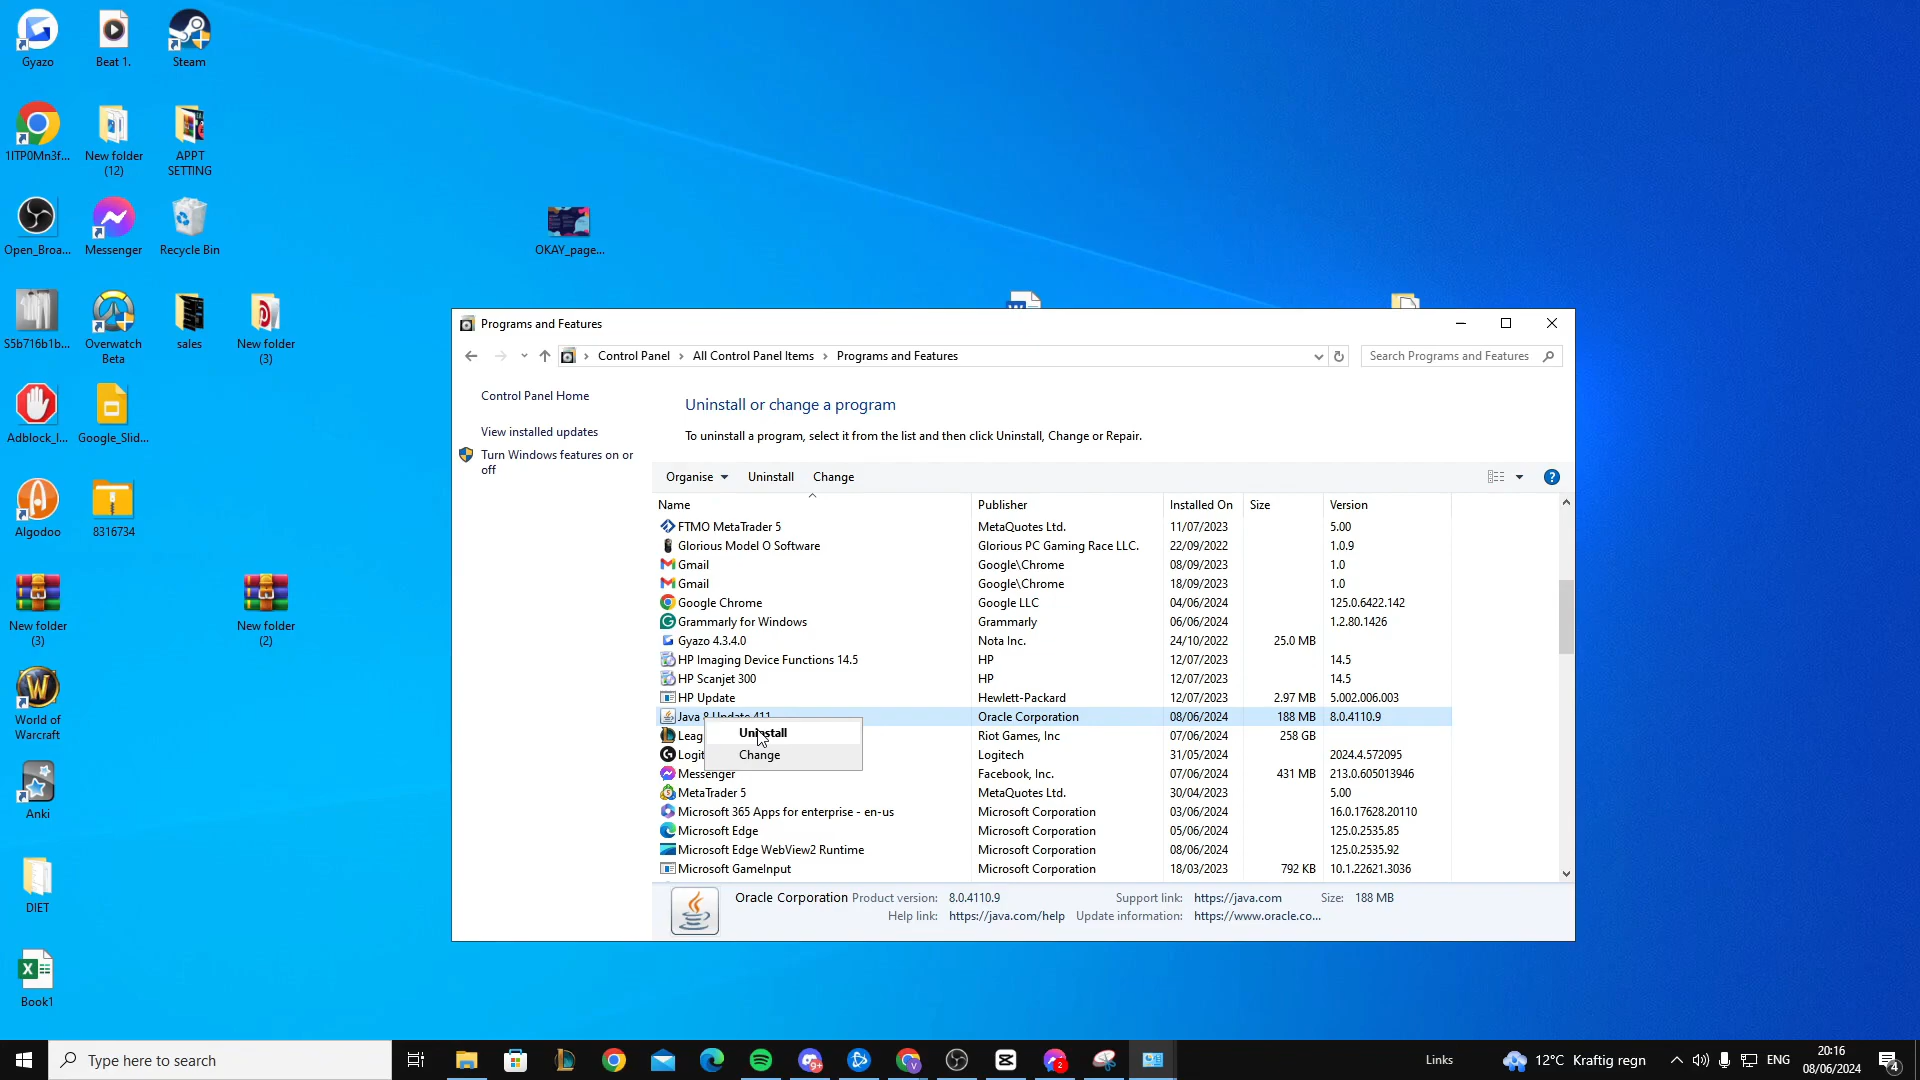 Gyazo
Beat 1.
Steam
1ITP0Mn3f...
New folder
(12)
APPT
SETTING
Open_Broa...
Messenger
Recycle Bin
OKAY_page...
S5b716b1b...
Overwatch
Beta
sales
New folder
(3)
Adblock_I...
Google_Slid...
Algodoo
8316734
New folder
(3)
New folder
(2)
World of
Warcraft
Anki
DIET
Book1
Programs and Features
Control Panel > All Control Panel Items > Programs and Features
Search Programs and Features
Control Panel Home
View installed updates
Turn Windows features on or
off
Uninstall or change a program
To uninstall a program, select it from the list and then click Uninstall, Change or Repair.
Organise Uninstall Change
Name Publisher Installed On Size Version
FTMO MetaTrader 5 MetaQuotes Ltd. 11/07/2023 5.00
Glorious Model O Software Glorious PC Gaming Race LLC. 22/09/2022 1.0.9
Gmail Google\Chrome 08/09/2023 1.0
Gmail Google\Chrome 18/09/2023 1.0
Google Chrome Google LLC 04/06/2024 125.0.6422.142
Grammarly for Windows Grammarly 06/06/2024 1.2.80.1426
Gyazo 4.3.4.0 Nota Inc. 24/10/2022 25.0 MB
HP Imaging Device Functions 14.5 HP 12/07/2023 14.5
HP Scanjet 300 HP 12/07/2023 14.5
HP Update Hewlett-Packard 12/07/2023 2.97 MB 5.002.006.003
Java 8 Update 411 Oracle Corporation 08/06/2024 188 MB 8.0.4110.9
Uninstall
Change
Leag Riot Games, Inc 07/06/2024 258 GB
Logit Logitech 31/05/2024 2024.4.572095
Messenger Facebook, Inc. 07/06/2024 431 MB 213.0.605013946
MetaTrader 5 MetaQuotes Ltd. 30/04/2023 5.00
Microsoft 365 Apps for enterprise - en-us Microsoft Corporation 03/06/2024 16.0.17628.20110
Microsoft Edge Microsoft Corporation 05/06/2024 125.0.2535.85
Microsoft Edge WebView2 Runtime Microsoft Corporation 08/06/2024 125.0.2535.92
Microsoft GameInput Microsoft Corporation 18/03/2023 792 KB 10.1.22621.3036
Oracle Corporation Product version: 8.0.4110.9 Support link: https://java.com Size: 188 MB
Help link: https://java.com/help Update information: https://www.oracle.co...
Type here to search
Links
12°C Kraftig regn
ENG
20:16
08/06/2024
4
9+
2